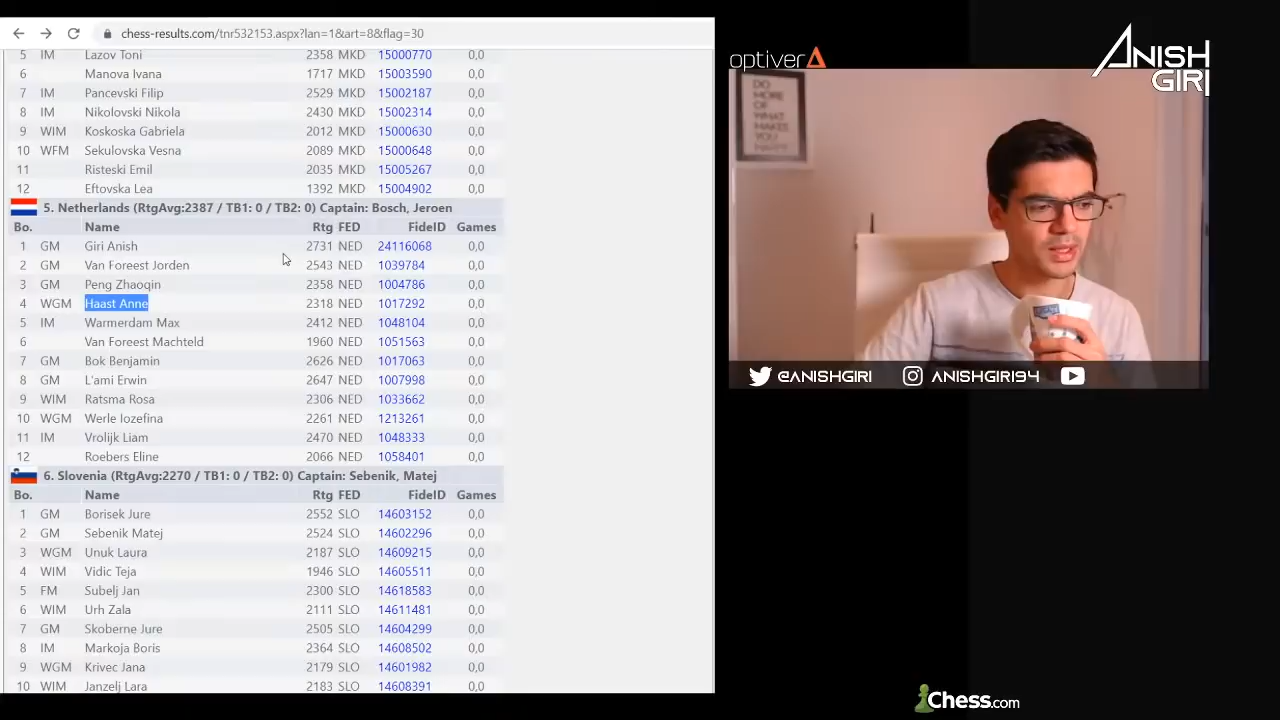 chess-results.com/tnr532153.aspx?lan=1&art=8&flag=30
5 IM Lazov Toni 2358 MKD 15000770 0,0
6 Manova Ivana 1717 MKD 15003590 0,0
7 IM Pancevski Filip 2529 MKD 15002187 0,0
8 IM Nikolovski Nikola 2430 MKD 15002314 0,0
9 WIM Koskoska Gabriela 2012 MKD 15000630 0,0
10 WFM Sekulovska Vesna 2089 MKD 15000648 0,0
11 Risteski Emil 2035 MKD 15005267 0,0
12 Eftovska Lea 1392 MKD 15004902 0,0
5. Netherlands (RtgAvg:2387 / TB1: 0 / TB2: 0) Captain: Bosch, Jeroen
Bo. Name Rtg FED FideID Games
1 GM Giri Anish 2731 NED 24116068 0,0
2 GM Van Foreest Jorden 2543 NED 1039784 0,0
3 GM Peng Zhaoqin 2358 NED 1004786 0,0
4 WGM Haast Anne 2318 NED 1017292 0,0
5 IM Warmerdam Max 2412 NED 1048104 0,0
6 Van Foreest Machteld 1960 NED 1051563 0,0
7 GM Bok Benjamin 2626 NED 1017063 0,0
8 GM L'ami Erwin 2647 NED 1007998 0,0
9 WIM Ratsma Rosa 2306 NED 1033662 0,0
10 WGM Werle Iozefina 2261 NED 1213261 0,0
11 IM Vrolijk Liam 2470 NED 1048333 0,0
12 Roebers Eline 2066 NED 1058401 0,0
6. Slovenia (RtgAvg:2270 / TB1: 0 / TB2: 0) Captain: Sebenik, Matej
Bo. Name Rtg FED FideID Games
1 GM Borisek Jure 2552 SLO 14603152 0,0
2 GM Sebenik Matej 2524 SLO 14602296 0,0
3 WGM Unuk Laura 2187 SLO 14609215 0,0
4 WIM Vidic Teja 1946 SLO 14605511 0,0
5 FM Subelj Jan 2300 SLO 14618583 0,0
6 WIM Urh Zala 2111 SLO 14611481 0,0
7 GM Skoberne Jure 2505 SLO 14604299 0,0
8 IM Markoja Boris 2364 SLO 14608502 0,0
9 WGM Krivec Jana 2179 SLO 14601982 0,0
10 WIM Janzelj Lara 2183 SLO 14608391 0,0
optiver
ANISH
GIRI
DO
MORE
OF
WHAT
MAKES
YOU
HAPPY
@ANISHGIRI ANISHGIRI94
Chess.com